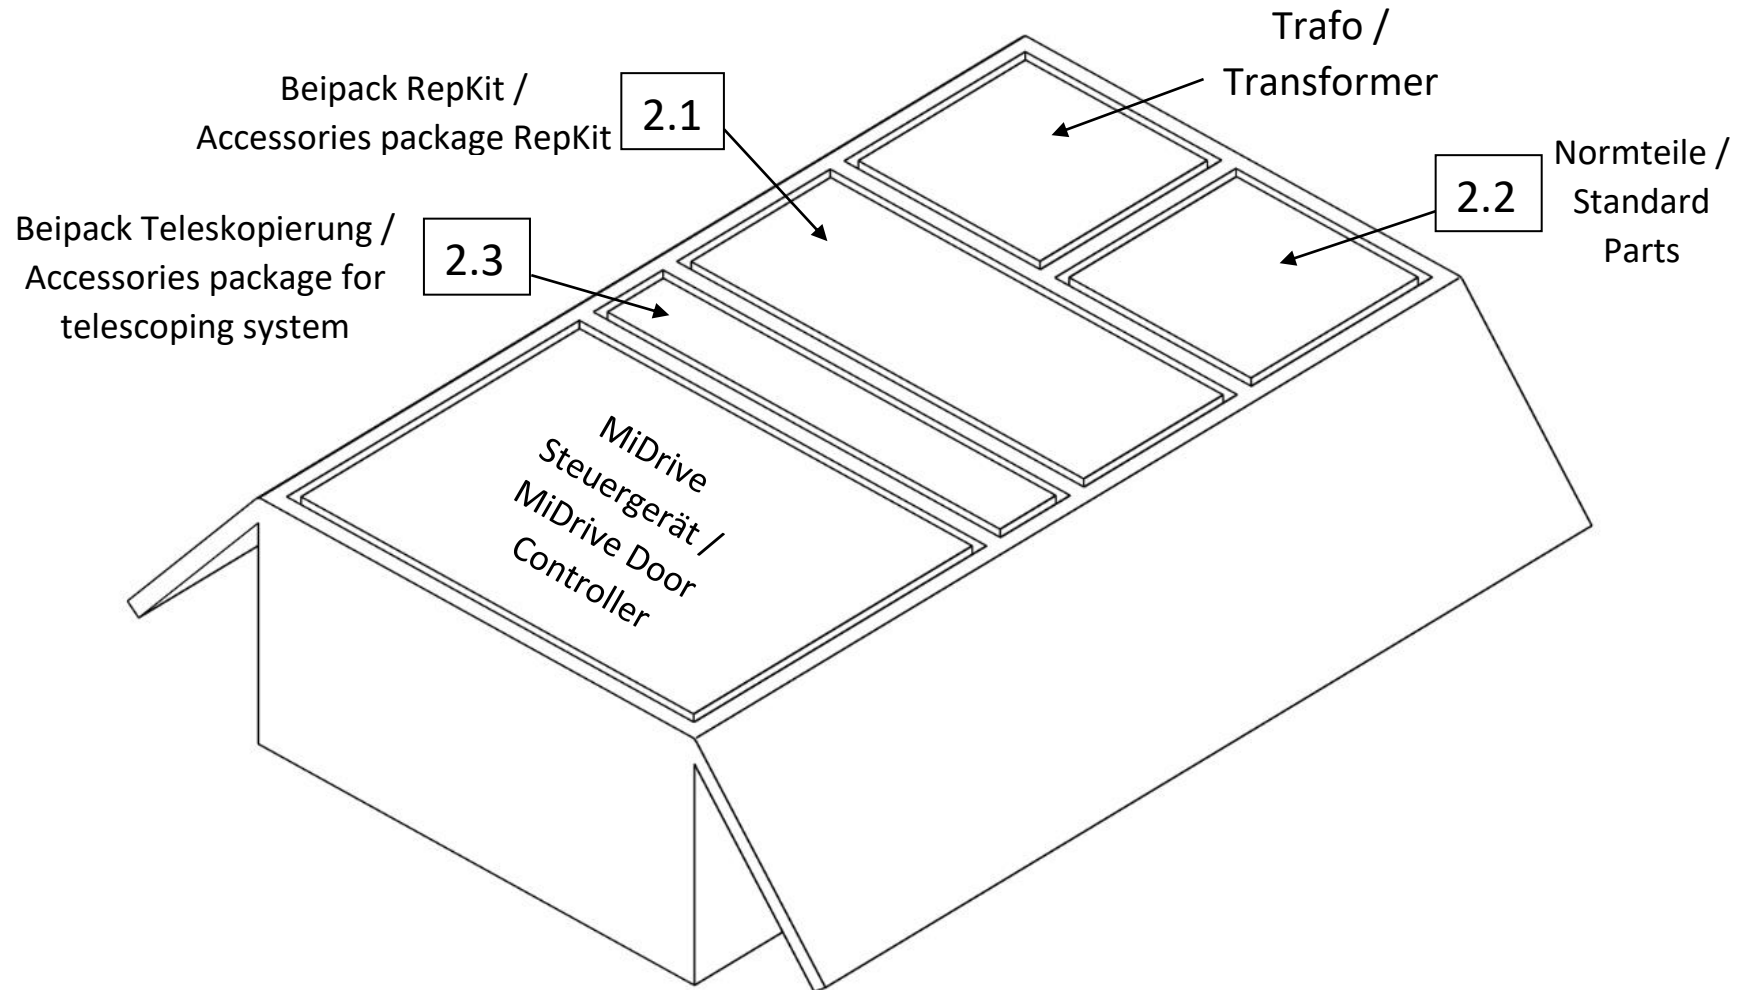 Trafo /
Transformer
Beipack RepKit /
Accessories package RepKit
2.1
Normteile /
Standard
Parts
2.2
Beipack Teleskopierung /
Accessories package for
telescoping system
2.3
MiDrive
Steuergerät /
MiDrive Door
Controller